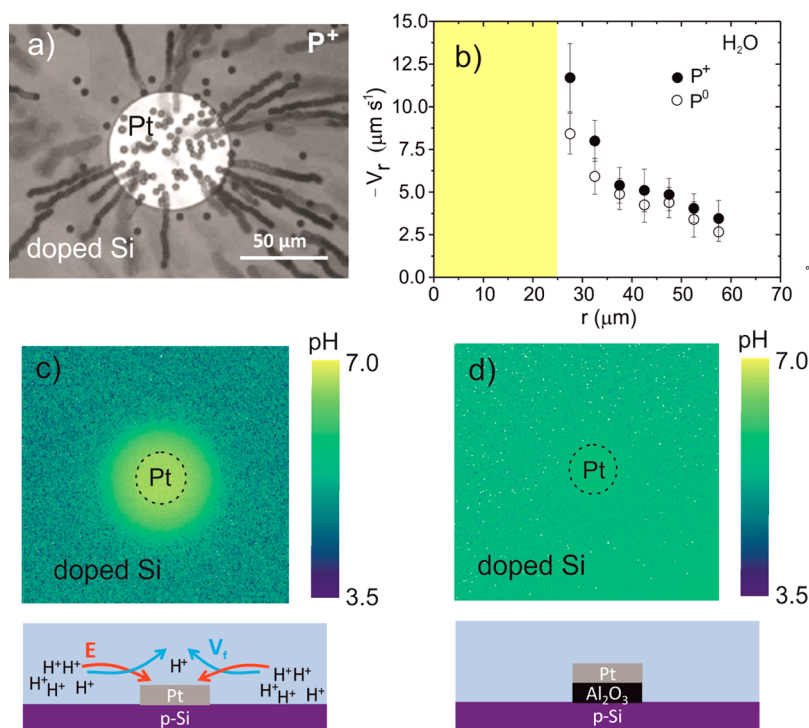 a)
P⁺
Pt
doped Si
50 µm
b)
H₂O
P⁺
P⁰
15.0
12.5
10.0
7.5
5.0
2.5
0.0
− Vᵣ (µm s⁻¹)
0 10 20 30 40 50 60 70
r (µm)
c)
Pt
doped Si
pH
7.0
3.5
d)
Pt
doped Si
pH
7.0
3.5
E
V_f
H⁺H⁺
H⁺
H⁺H⁺
H⁺H⁺ H⁺
H⁺H⁺ H⁺
Pt
p-Si
Pt
Al₂O₃
p-Si